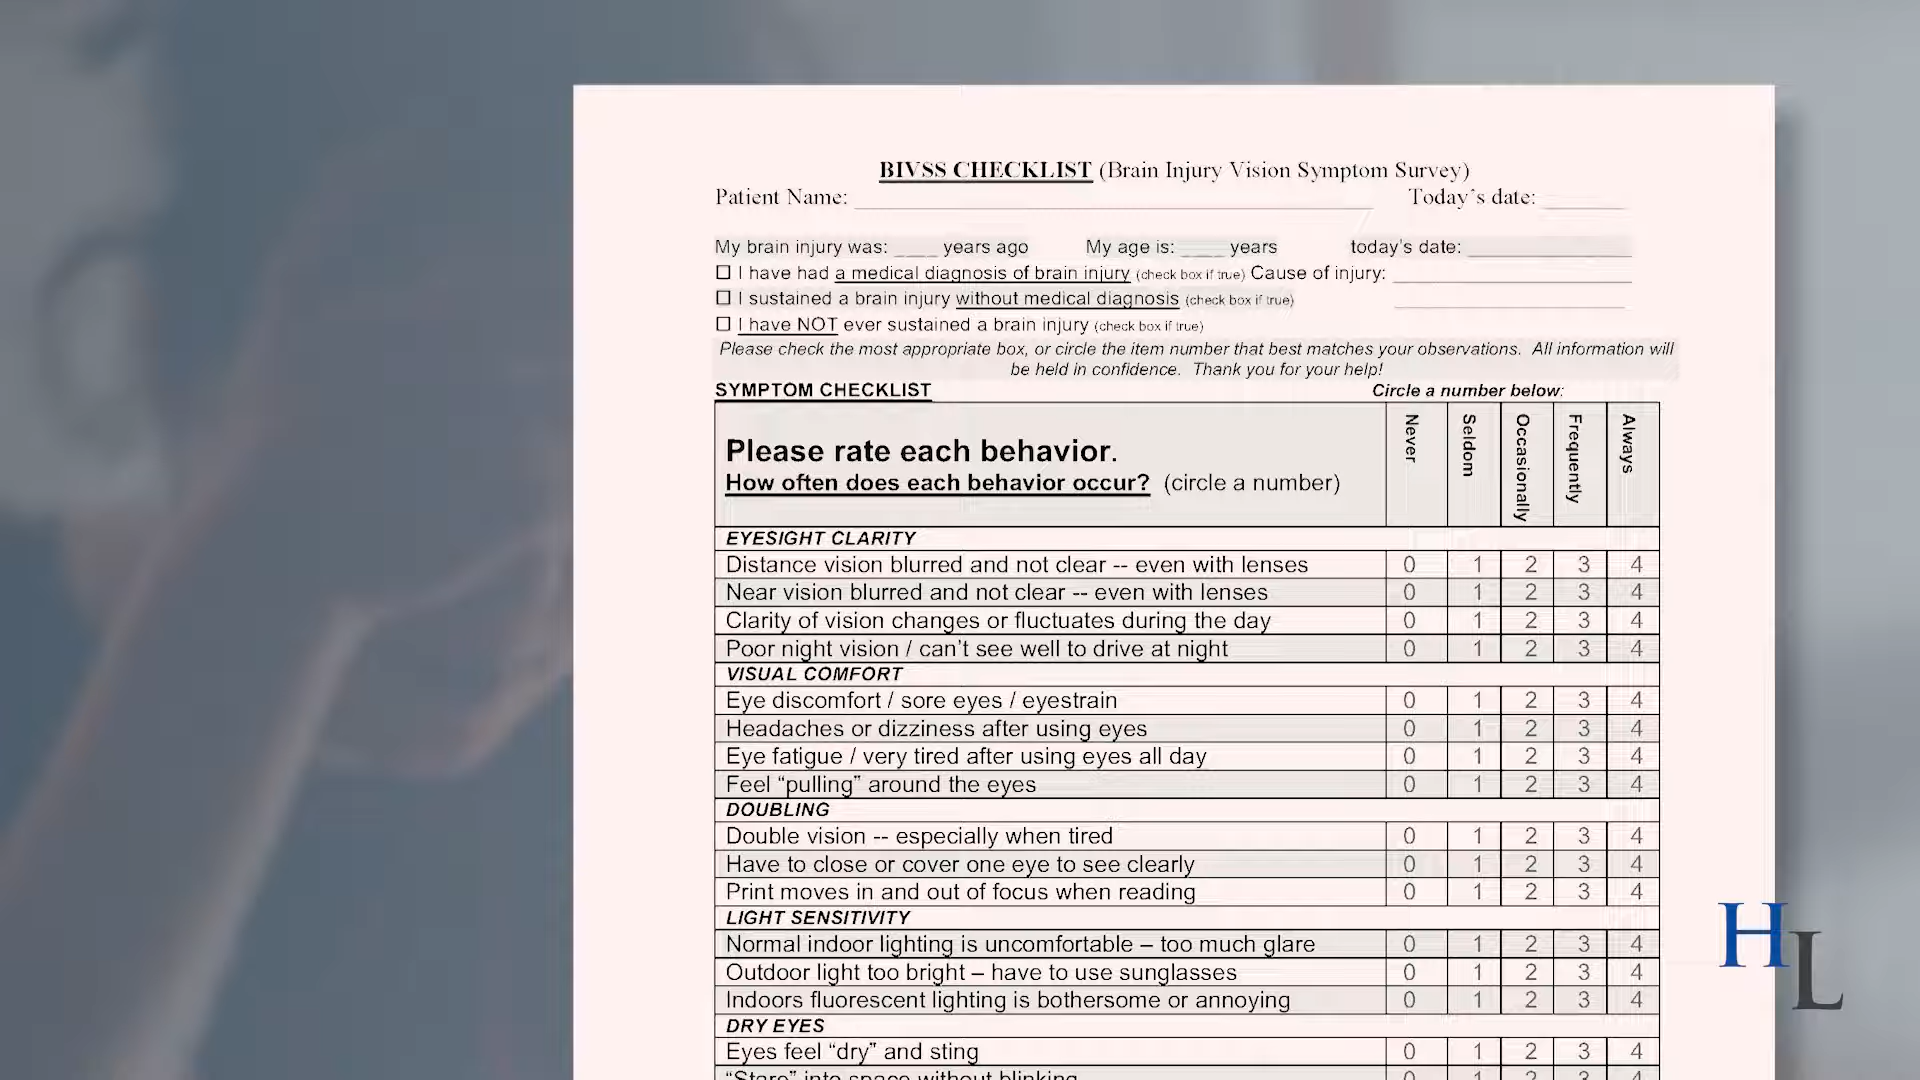 BIVSS CHECKLIST (Brain Injury Vision Symptom Survey)
Patient Name: Today's date:
My brain injury was: years ago My age is: years today's date:
I have had a medical diagnosis of brain injury (check box if true) Cause of injury:
I sustained a brain injury without medical diagnosis (check box if true)
I have NOT ever sustained a brain injury (check box if true)
Please check the most appropriate box, or circle the item number that best matches your observations. All information will
be held in confidence. Thank you for your help!
SYMPTOM CHECKLIST Circle a number below:
Please rate each behavior.
How often does each behavior occur? (circle a number)
Never
Seldom
Occasionally
Frequently
Always
EYESIGHT CLARITY
Distance vision blurred and not clear -- even with lenses 0 1 2 3 4
Near vision blurred and not clear -- even with lenses 0 1 2 3 4
Clarity of vision changes or fluctuates during the day 0 1 2 3 4
Poor night vision / can't see well to drive at night 0 1 2 3 4
VISUAL COMFORT
Eye discomfort / sore eyes / eyestrain 0 1 2 3 4
Headaches or dizziness after using eyes 0 1 2 3 4
Eye fatigue / very tired after using eyes all day 0 1 2 3 4
Feel “pulling” around the eyes 0 1 2 3 4
DOUBLING
Double vision -- especially when tired 0 1 2 3 4
Have to close or cover one eye to see clearly 0 1 2 3 4
Print moves in and out of focus when reading 0 1 2 3 4
LIGHT SENSITIVITY
Normal indoor lighting is uncomfortable – too much glare 0 1 2 3 4
Outdoor light too bright – have to use sunglasses 0 1 2 3 4
Indoors fluorescent lighting is bothersome or annoying 0 1 2 3 4
DRY EYES
Eyes feel “dry” and sting 0 1 2 3 4
“Stare” into space without blinking 0 1 2 3 4
HL